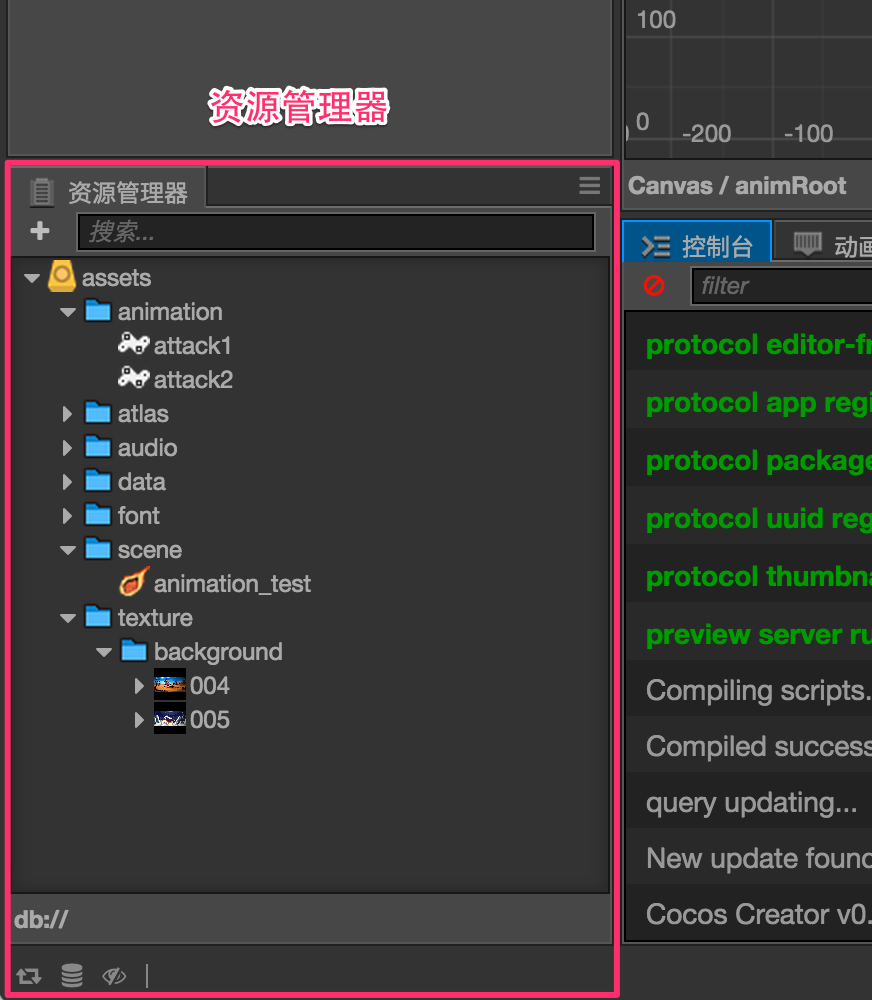 100
0
-200 -100
资源管理器
Canvas / animRoot
资源管理器
搜索...
控制台
filter
assets
animation
attack1
attack2
atlas
audio
data
font
scene
animation_test
texture
background
004
005
db://
protocol editor-fr
protocol app regi
protocol package
protocol uuid reg
protocol thumbna
preview server ru
Compiling scripts.
Compiled success
query updating...
New update found
Cocos Creator v0.